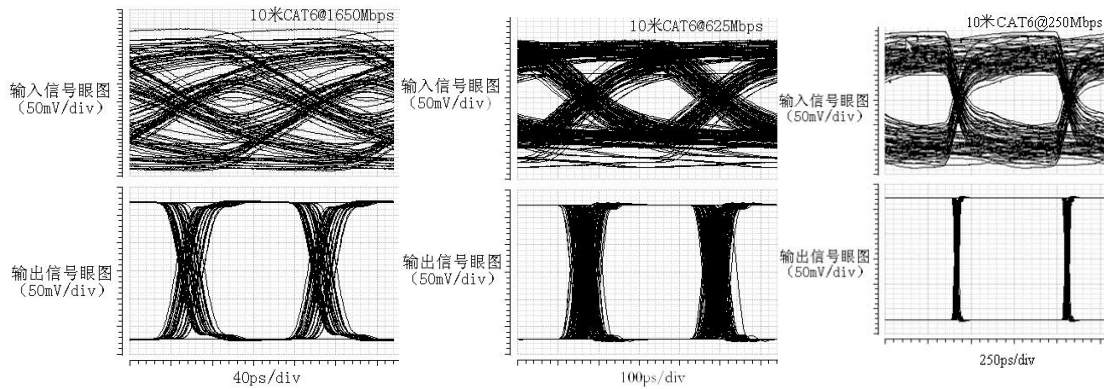 10米CAT6@1650Mbps
输入信号眼图
(50mV/div)
输出信号眼图
(50mV/div)
40ps/div
10米CAT6@625Mbps
输入信号眼图
(50mV/div)
输出信号眼图
(50mV/div)
100ps/div
10米CAT6@250Mbps
输入信号眼图
(50mV/div)
输出信号眼图
(50mV/div)
250ps/div